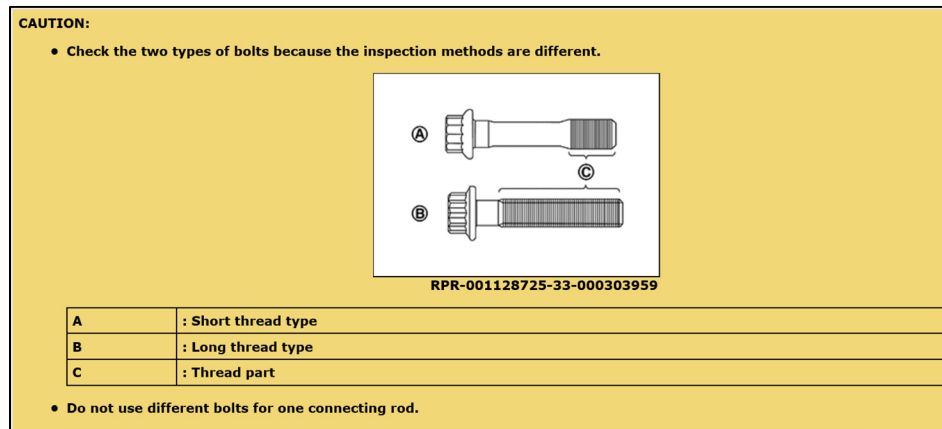 CAUTION:
• Check the two types of bolts because the inspection methods are different.
A
C
B
RPR-001128725-33-000303959
A : Short thread type
B : Long thread type
C : Thread part
• Do not use different bolts for one connecting rod.